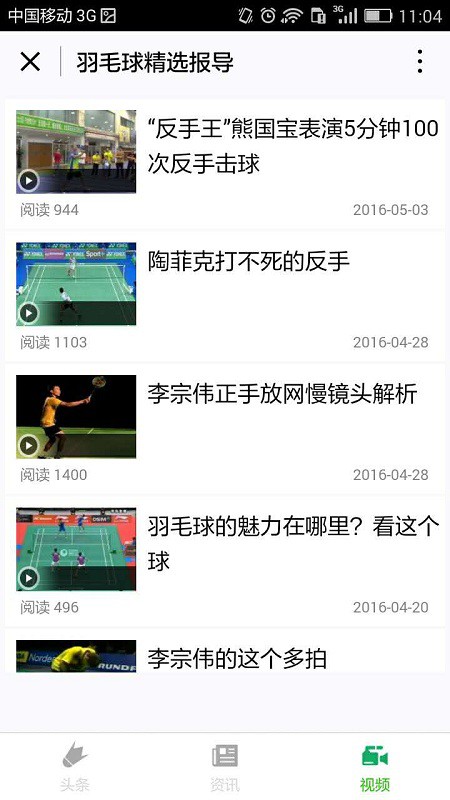 中国移动 3G
3G
11:04
羽毛球精选报导
“反手王”熊国宝表演5分钟100
次反手击球
阅读 944
2016-05-03
陶菲克打不死的反手
阅读 1103
2016-04-28
李宗伟正手放网慢镜头解析
阅读 1400
2016-04-28
羽毛球的魅力在哪里？看这个
球
阅读 496
2016-04-20
李宗伟的这个多拍
头条
资讯
视频